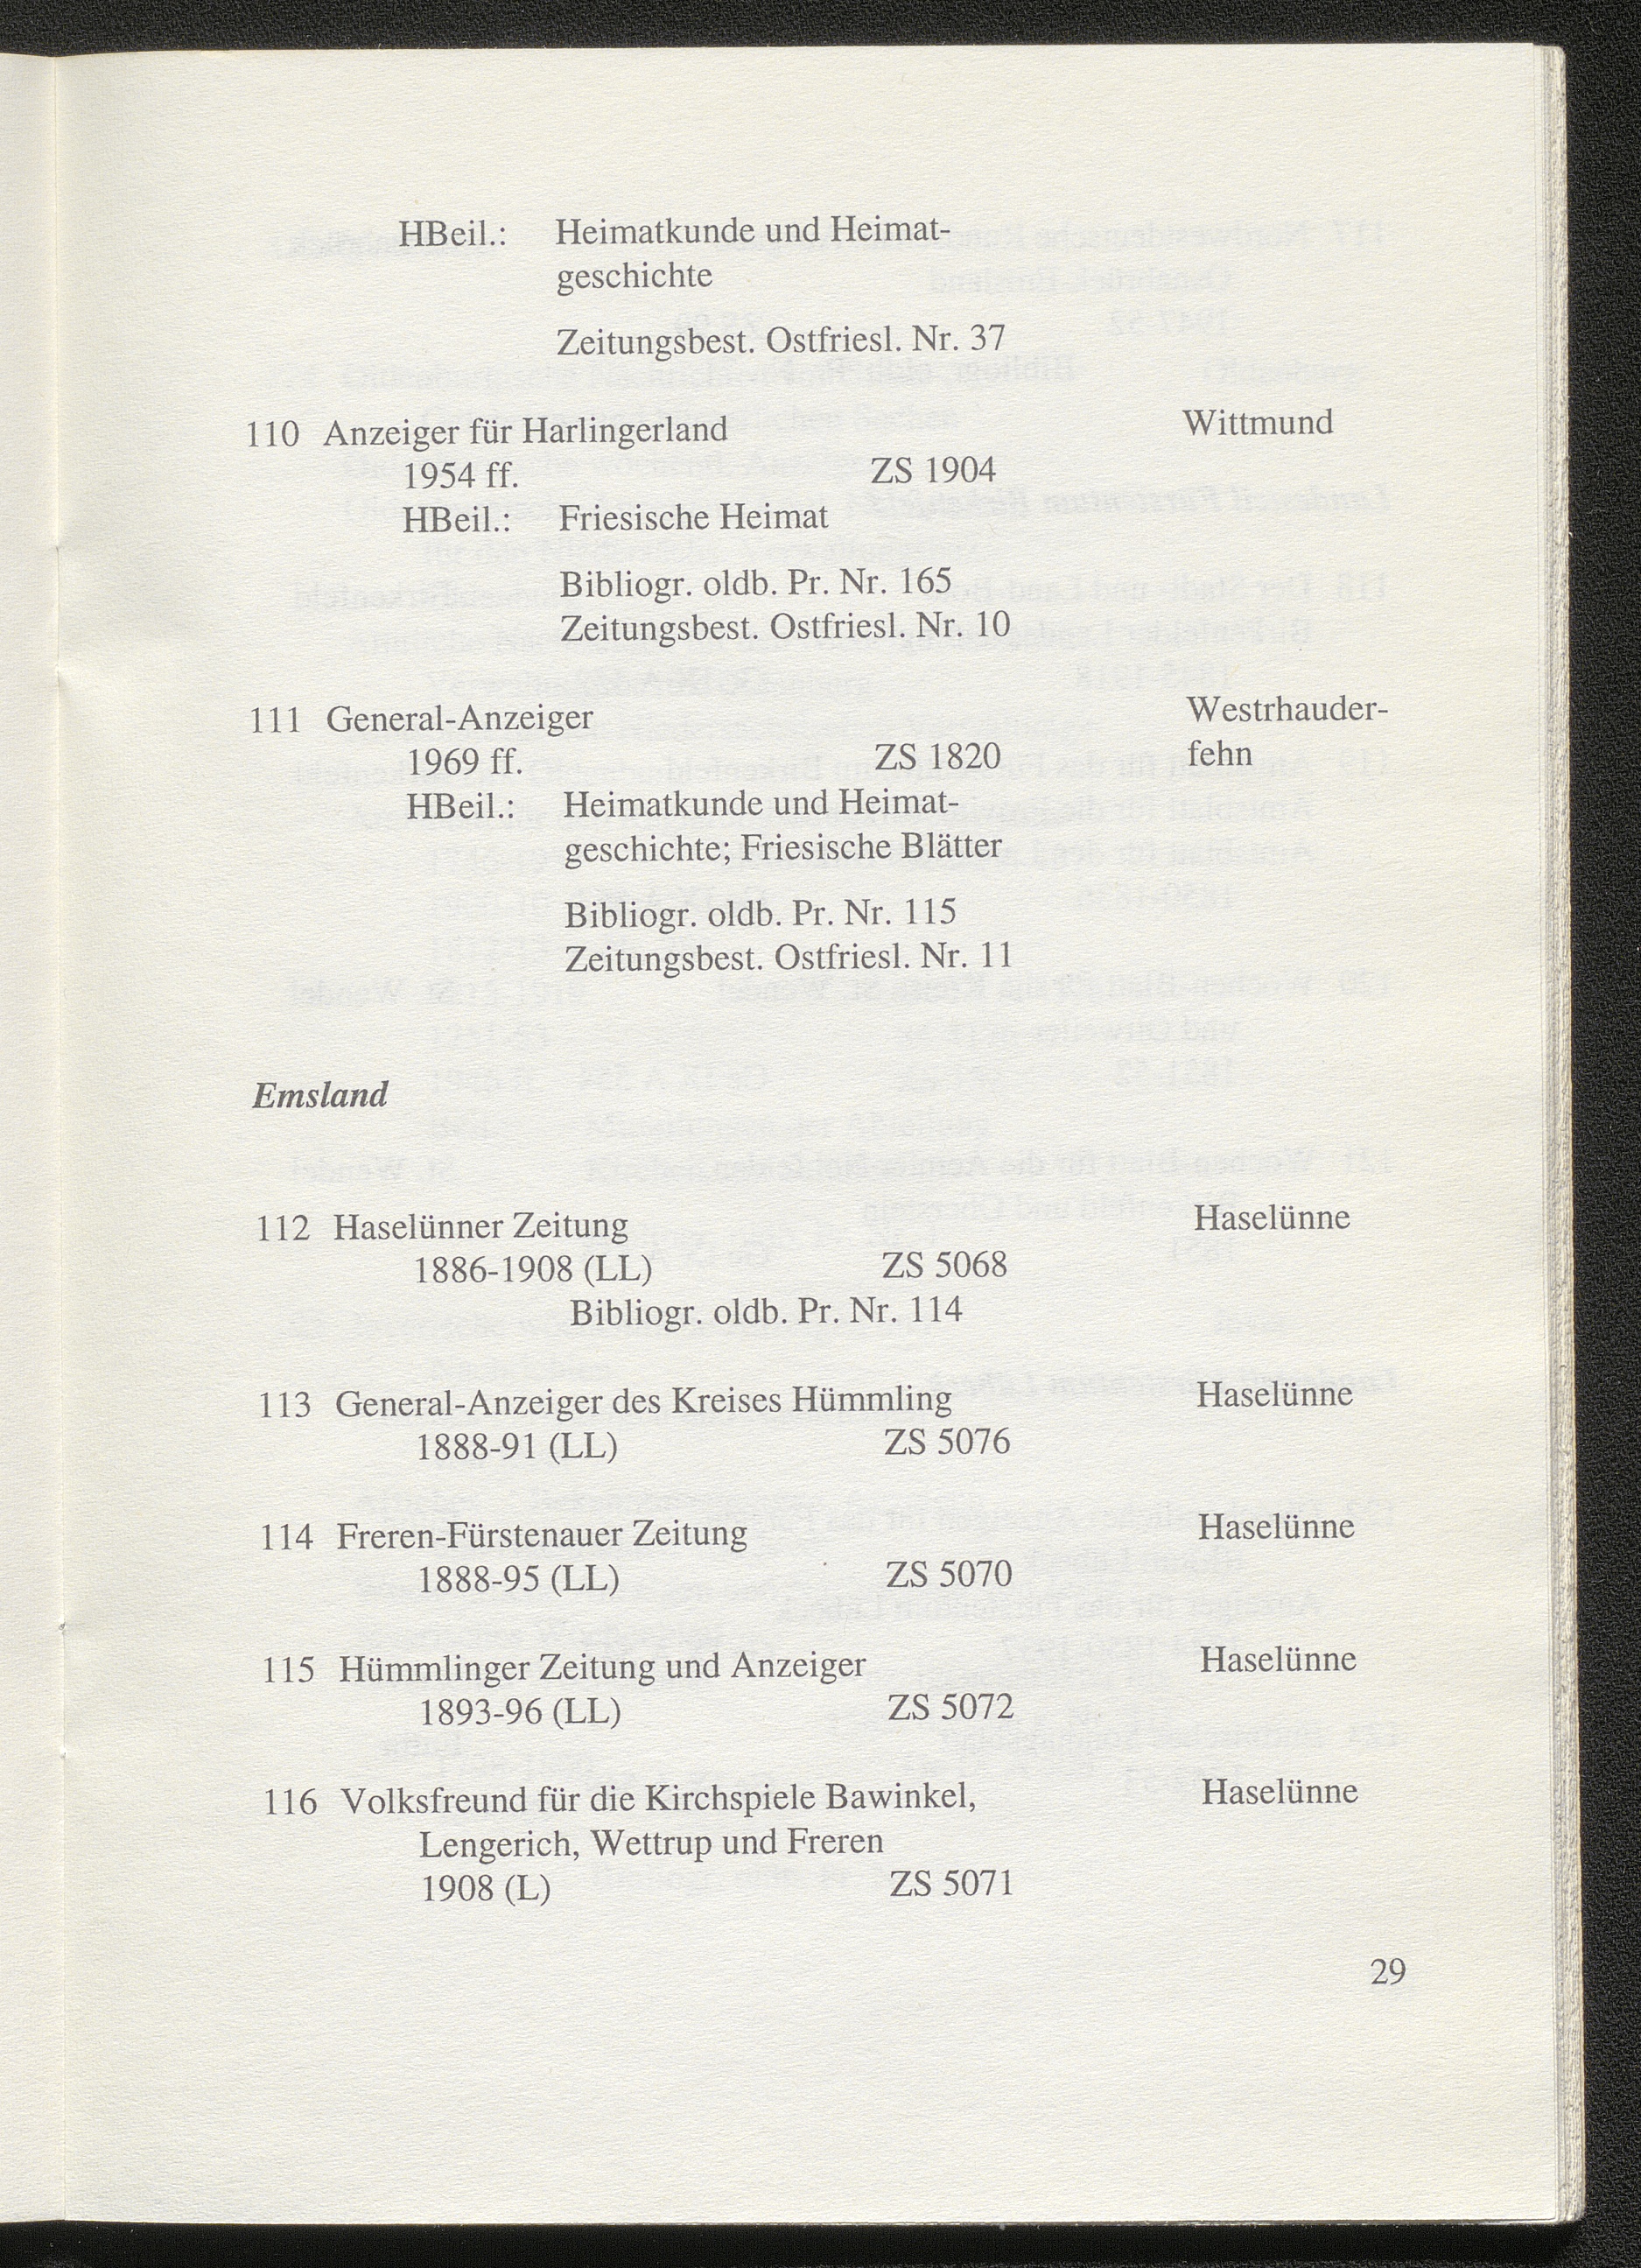 HBeil.: Heimatkunde und Heimat-
geschichte
Zeitungsbest. Ostfriesl. Nr. 37
110 Anzeiger für Harlingerland Wittmund
1954 ff. ZS 1904
HBeil.: Friesische Heimat
Bibliogr. oldb. Pr. Nr. 165
Zeitungsbest. Ostfriesl. Nr. 10
111 General-Anzeiger Westrhauder-
1969 ff. ZS 1820 fehn
HBeil.: Heimatkunde und Heimat-
geschichte; Friesische Blätter
Bibliogr. oldb. Pr. Nr. 115
Zeitungsbest. Ostfriesl. Nr. 11
Emsland
112 Haselünner Zeitung Haselünne
1886-1908 (LL) ZS 5068
Bibliogr. oldb. Pr. Nr. 114
113 General-Anzeiger des Kreises Hümmling Haselünne
1888-91 (LL) ZS 5076
114 Freren-Fürstenauer Zeitung Haselünne
1888-95 (LL) ZS 5070
115 Hümmlinger Zeitung und Anzeiger Haselünne
1893-96 (LL) ZS 5072
116 Volksfreund für die Kirchspiele Bawinkel, Haselünne
Lengerich, Wettrup und Freren
1908 (L) ZS 5071
29